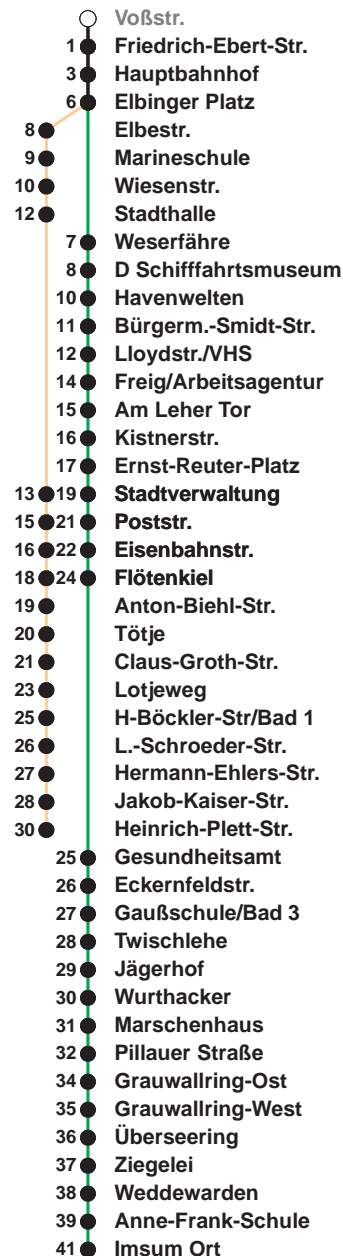 Voßstr.
1 Friedrich-Ebert-Str.
3 Hauptbahnhof
6 Elbinger Platz
8 Elbestr.
9 Marineschule
10 Wiesenstr.
12 Stadthalle
7 Weserfähre
8 D Schifffahrtsmuseum
10 Havenwelten
11 Bürgerm.-Smidt-Str.
12 Lloydstr./VHS
14 Freig/Arbeitsagentur
15 Am Leher Tor
16 Kistnerstr.
17 Ernst-Reuter-Platz
13 19 Stadtverwaltung
15 21 Poststr.
16 22 Eisenbahnstr.
18 24 Flötenkiel
19 Anton-Biehl-Str.
20 Tötje
21 Claus-Groth-Str.
23 Lotjeweg
25 H-Böckler-Str/Bad 1
26 L.-Schroeder-Str.
27 Hermann-Ehlers-Str.
28 Jakob-Kaiser-Str.
30 Heinrich-Plett-Str.
25 Gesundheitsamt
26 Eckernfeldstr.
27 Gaußschule/Bad 3
28 Twischlehe
29 Jägerhof
30 Wurthacker
31 Marschenhaus
32 Pillauer Straße
34 Grauwallring-Ost
35 Grauwallring-West
36 Überseering
37 Ziegelei
38 Weddewarden
39 Anne-Frank-Schule
41 Imsum Ort